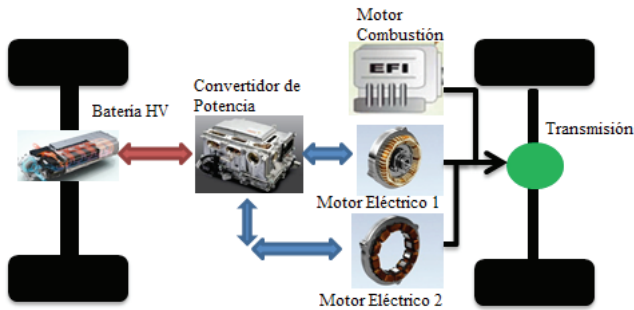 Motor
Combustión
EFI
Convertidor de
Potencia
Batería HV
Transmisión
Motor Eléctrico 1
Motor Eléctrico 2